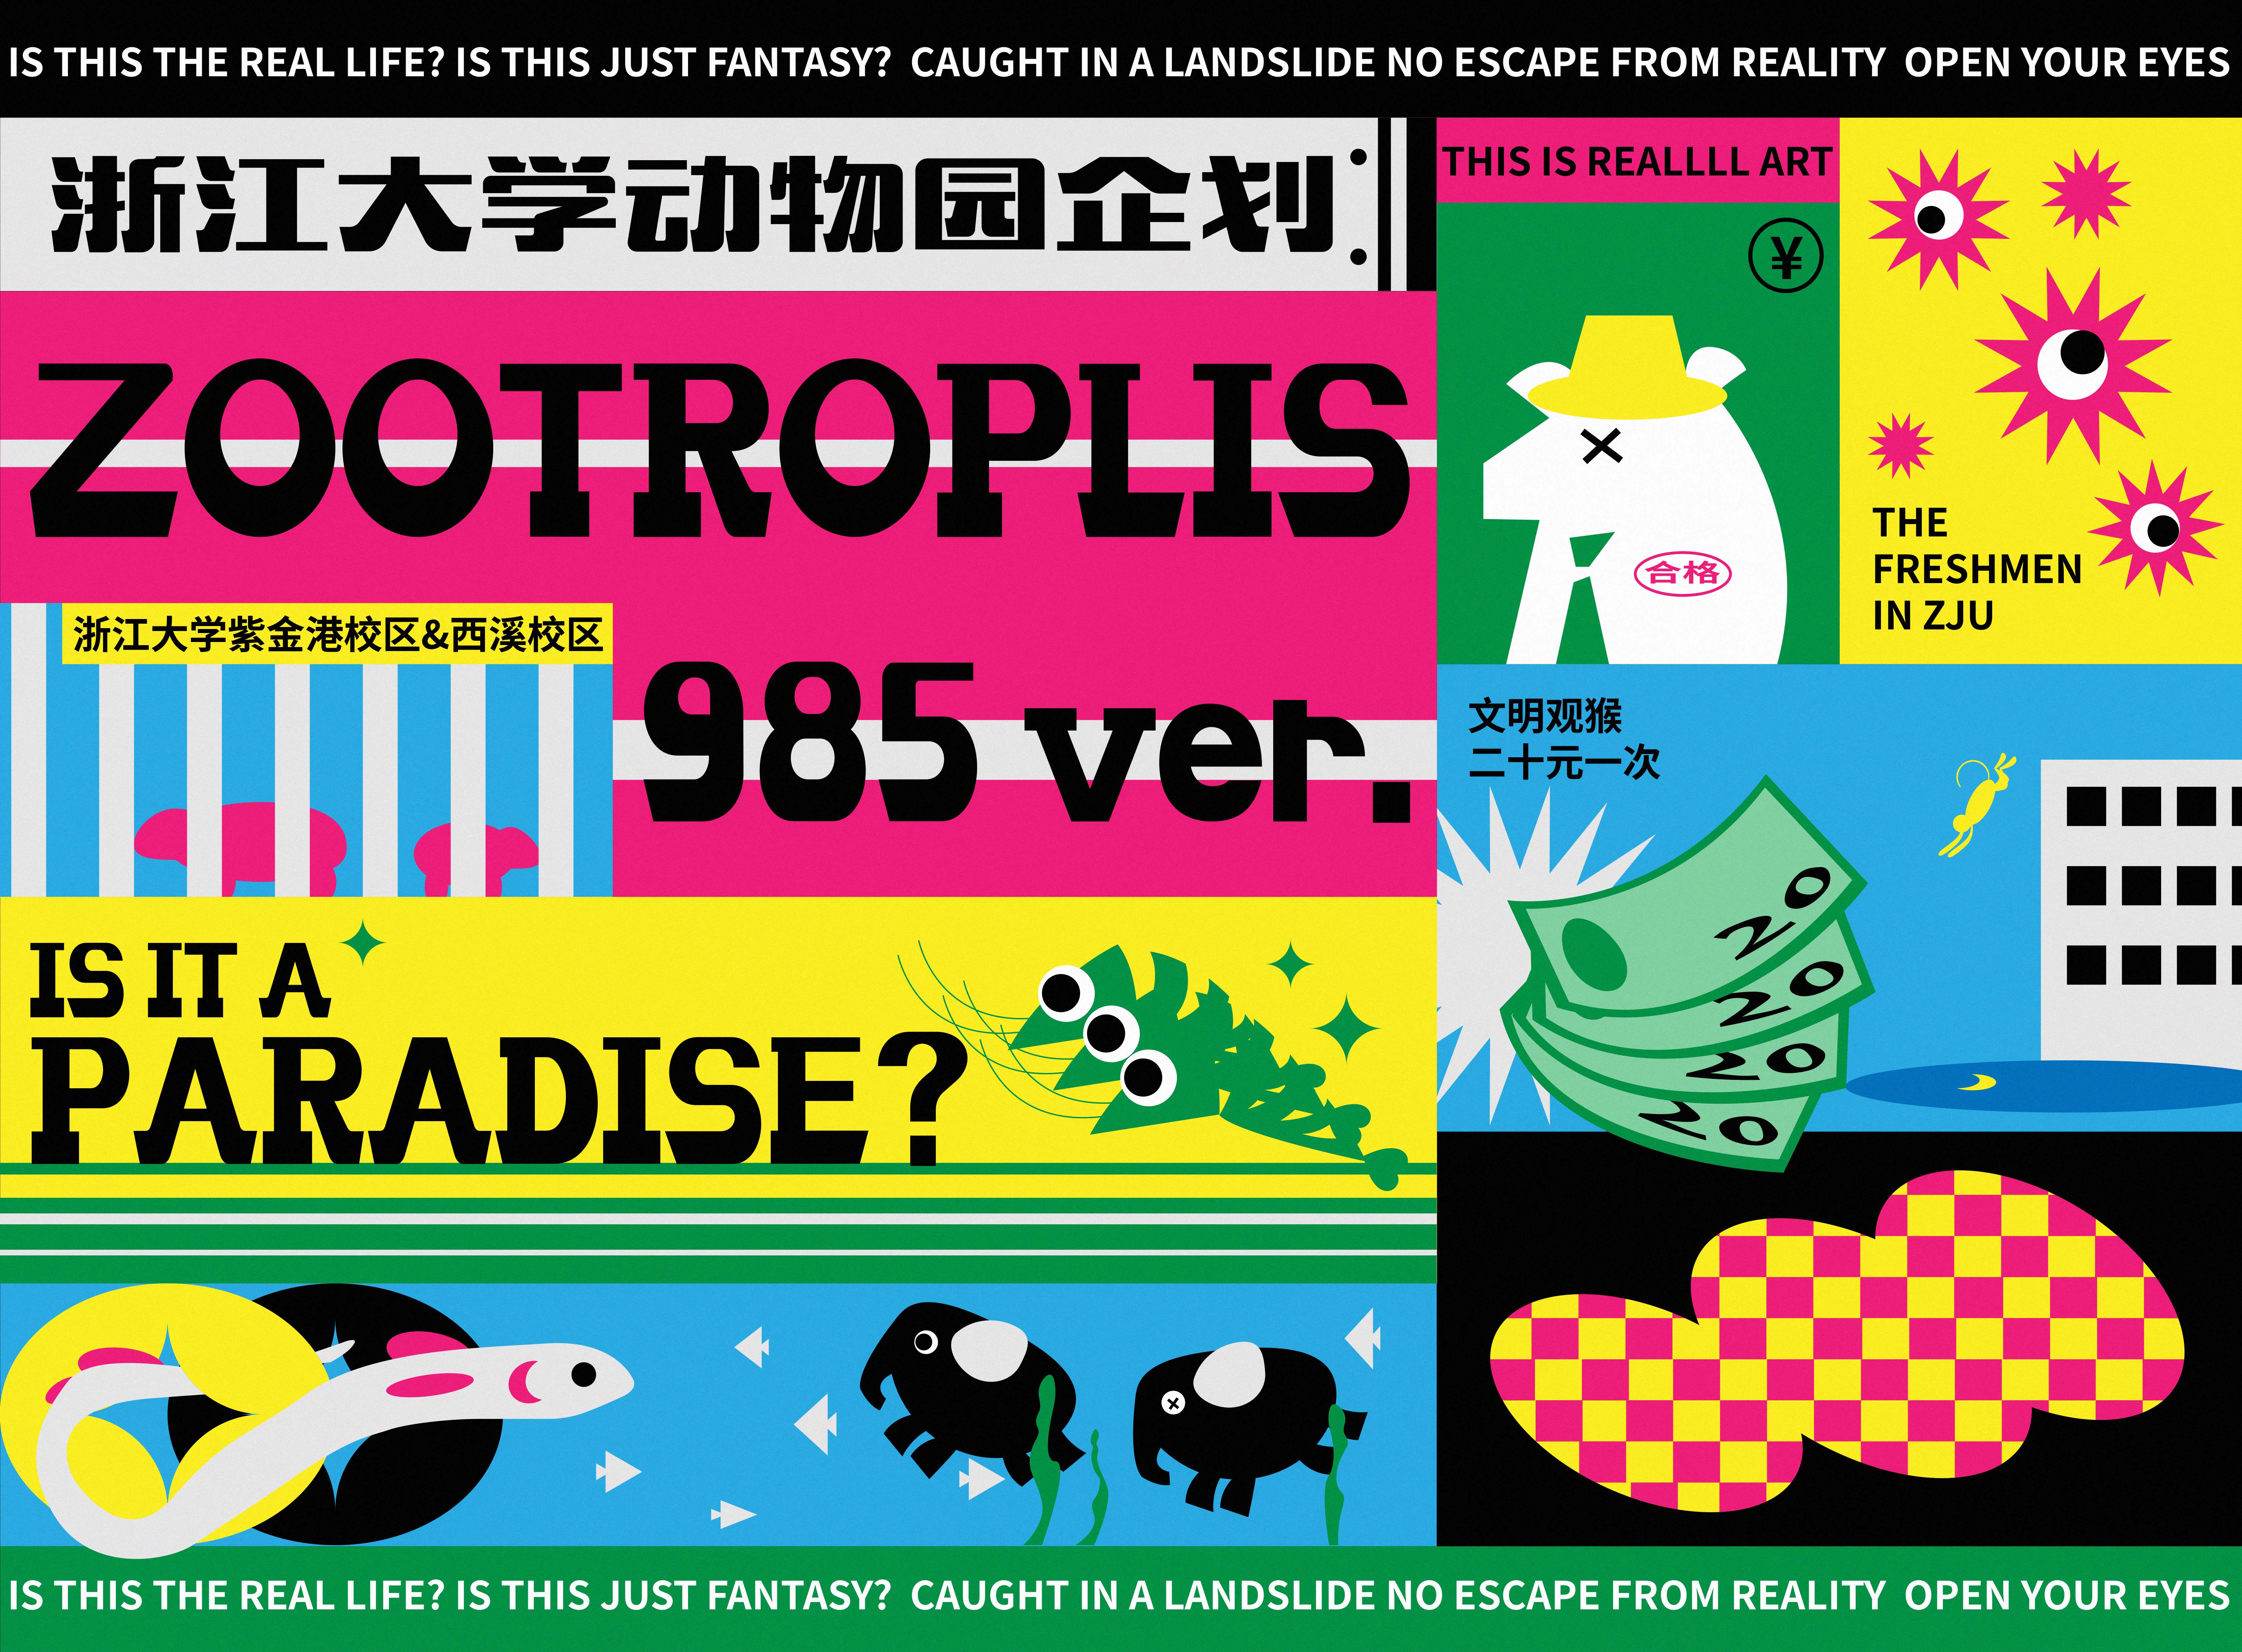 IS THIS THE REAL LIFE? IS THIS JUST FANTASY? CAUGHT IN A LANDSLIDE NO ESCAPE FROM REALITY OPEN YOUR EYES
浙江大学动物园企划:
ZOOTROPLIS
浙江大学紫金港校区&西溪校区
985 ver.
IS IT A
PARADISE?
THIS IS REALLLLL ART
¥
合格
THE
FRESHMEN
IN ZJU
文明观猴
二十元一次
20
20
20
20
IS THIS THE REAL LIFE? IS THIS JUST FANTASY? CAUGHT IN A LANDSLIDE NO ESCAPE FROM REALITY OPEN YOUR EYES